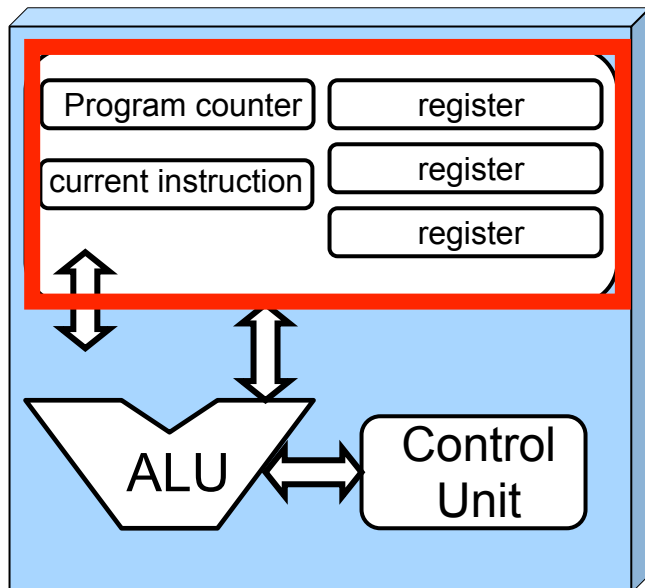 Program counter
register
current instruction
register
register
ALU
Control
Unit